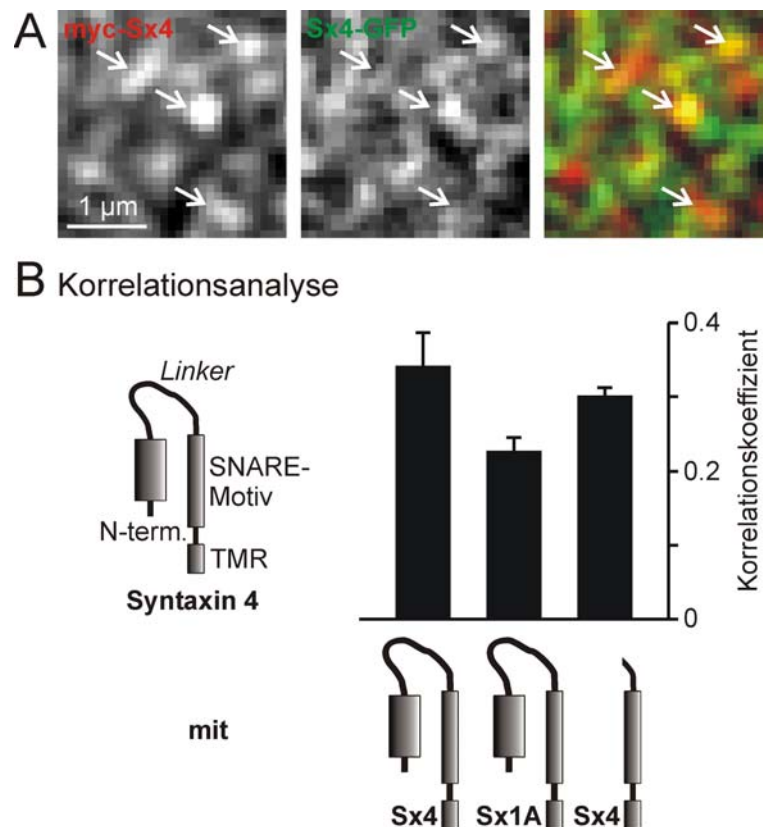 A
myc-Sx4
Sx4-GFP
1 µm
B Korrelationsanalyse
Linker
SNARE-
Motiv
N-term.
TMR
Syntaxin 4
0.4
0.2
0
Korrelationskoeffizient
mit
Sx4 Sx1A Sx4